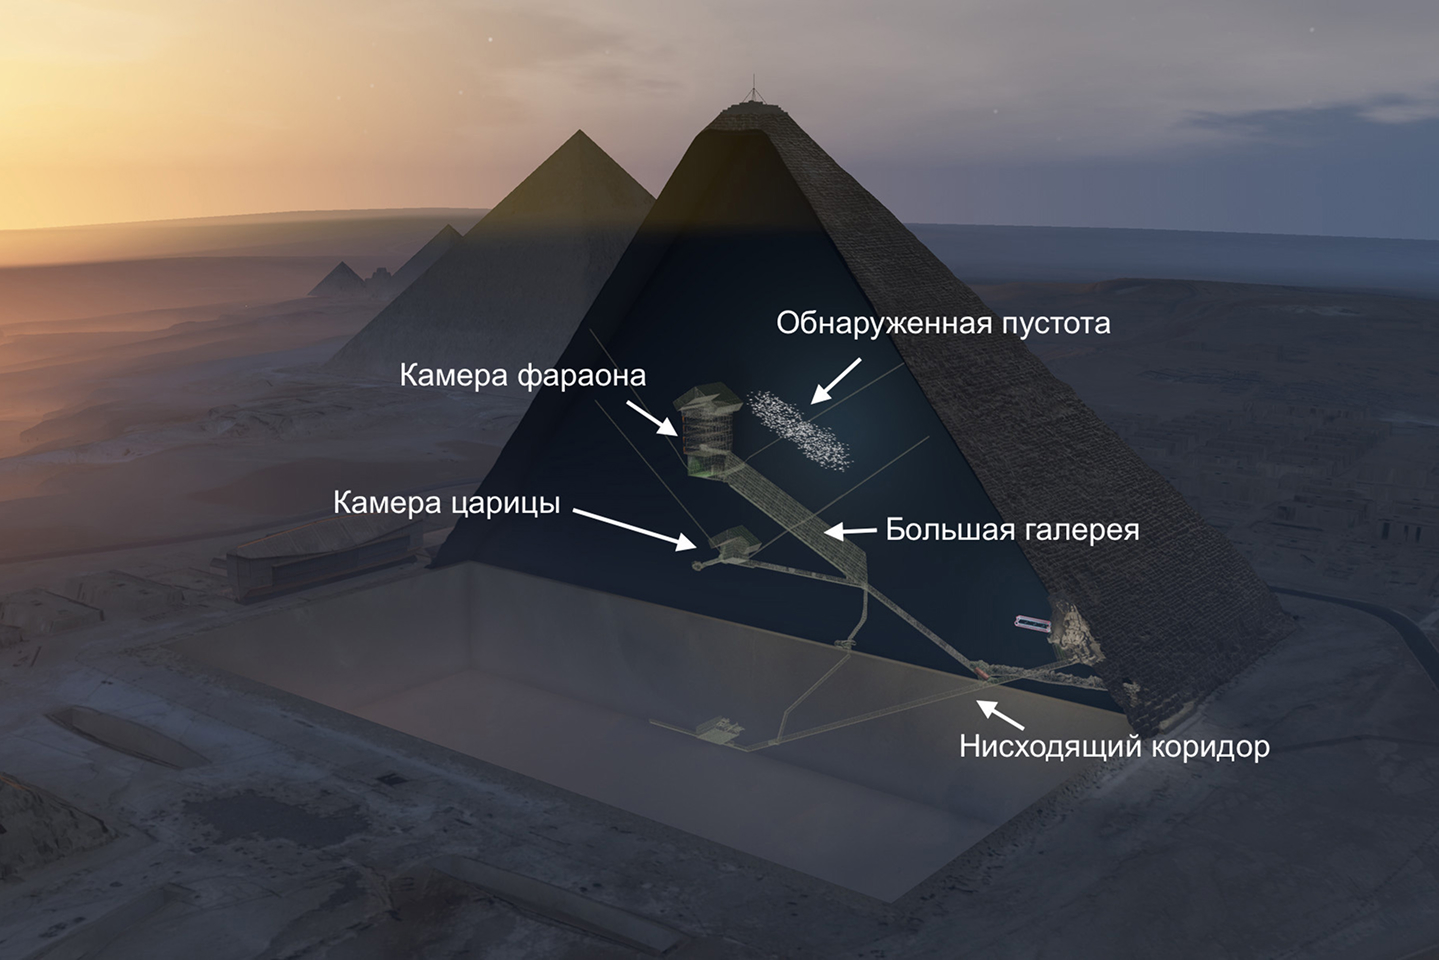 Обнаруженная пустота
Камера фараона
Камера царицы
Большая галерея
Нисходящий коридор